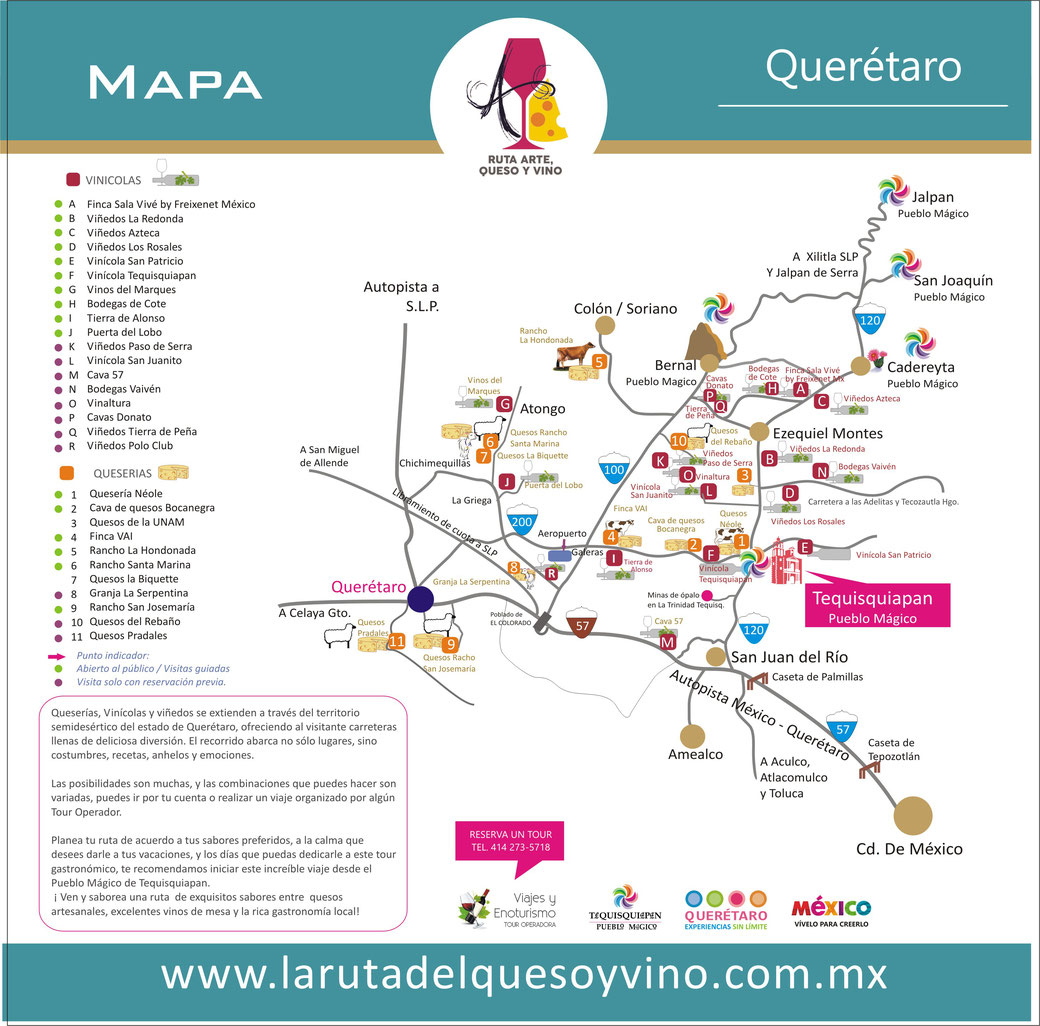 MAPA
Querétaro
RUTA ARTE,
QUESO Y VINO
VINICOLAS
A Finca Sala Vivé by Freixenet México
B Viñedos La Redonda
C Viñedos Azteca
D Viñedos Los Rosales
E Vinícola San Patricio
F Vinícola Tequisquiapan
G Vinos del Marques
H Bodegas de Cote
I Tierra de Alonso
J Puerta del Lobo
K Viñedos Paso de Serra
L Vinícola San Juanito
M Cava 57
N Bodegas Vaivén
O Vinaltura
P Cavas Donato
Q Viñedos Tierra de Peña
R Viñedos Polo Club
QUESERIAS
1 Quesería Néole
2 Cava de quesos Bocanegra
3 Quesos de la UNAM
4 Finca VAI
5 Rancho La Hondonada
6 Rancho Santa Marina
7 Quesos la Biquette
8 Granja La Serpentina
9 Rancho San Josemaría
10 Quesos del Rebaño
11 Quesos Pradales
Punto indicador:
Abierto al público / Visitas guiadas
Visita solo con reservación previa.
Queserías, Vinícolas y viñedos se extienden a través del territorio
semidesértico del estado de Querétaro, ofreciendo al visitante carreteras
llenas de deliciosa diversión. El recorrido abarca no sólo lugares, sino
costumbres, recetas, anhelos y emociones.
Las posibilidades son muchas, y las combinaciones que puedes hacer son
variadas, puedes ir por tu cuenta o realizar un viaje organizado por algún
Tour Operador.
Planea tu ruta de acuerdo a tus sabores preferidos, a la calma que
desees darle a tus vacaciones, y los días que puedas dedicarle a este tour
gastronómico, te recomendamos iniciar este increíble viaje desde el
Pueblo Mágico de Tequisquiapan.
¡ Ven y saborea una ruta de exquisitos sabores entre quesos
artesanales, excelentes vinos de mesa y la rica gastronomía local!
Jalpan
Pueblo Mágico
A Xilitla SLP
Y Jalpan de Serra
San Joaquín
Pueblo Mágico
120
Cadereyta
Pueblo Mágico
Autopista a
S.L.P.
Colón / Soriano
Rancho
La Hondonada
5
Bernal
Pueblo Magico
Cavas
Donato
P
Q
Tierra
de Peña
Bodegas
de Cote
H
Finca Sala Vivé
by Freixenet Mx
A
C
Viñedos Azteca
Vinos del
Marques
G
Atongo
6
7
Quesos Rancho
Santa Marina
Quesos La Biquette
Chichimequillas
A San Miguel
de Allende
La Griega
J
Puerta del Lobo
Libramiento de cuota a SLP
100
200
10
Quesos
del Rebaño
Ezequiel Montes
K
Viñedos
Paso de Serra
O
Vinaltura
3
Vinícola
San Juanito
L
B
Viñedos La Redonda
N
Bodegas Vaivén
D
Carretera a las Adelitas y Tecozautla Hgo.
Viñedos Los Rosales
Finca VAI
4
Cava de quesos
Bocanegra
2
Quesos
Néole
1
Aeropuerto
Galeras
I
Tierra de
Alonso
F
Vinícola
Tequisquiapan
E
Vinícola San Patricio
8
R
Granja La Serpentina
Querétaro
A Celaya Gto.
Poblado de
EL COLORADO
57
Minas de ópalo
en La Trinidad Tequisq.
Tequisquiapan
Pueblo Mágico
Quesos
Pradales
11
9
Quesos Racho
San Josemaría
Cava 57
M
120
San Juan del Río
Caseta de Palmillas
Autopista México - Querétaro
57
Amealco
A Aculco,
Atlacomulco
y Toluca
Caseta de
Tepozotlán
Cd. De México
RESERVA UN TOUR
TEL. 414 273-5718
Viajes y
Enoturismo
TOUR OPERADORA
TEQUISQUIAPEN
PUEBLO MÁGICO
QUERÉTARO
EXPERIENCIAS SIN LÍMITE
MÉXICO
VÍVELO PARA CREERLO
www.larutadelquesoyvino.com.mx